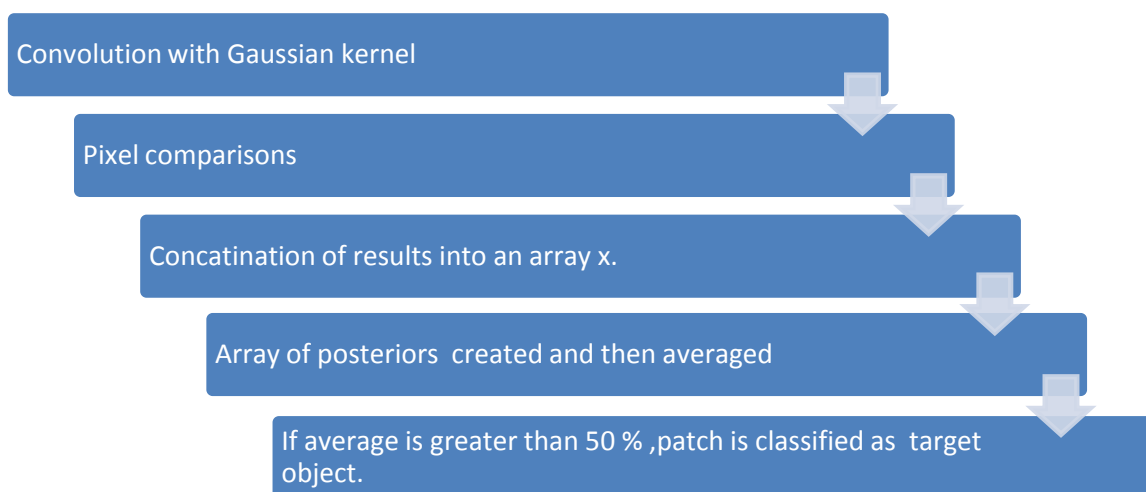 Convolution with Gaussian kernel
Pixel comparisons
Concatination of results into an array x.
Array of posteriors  created and then averaged
If average is greater than 50 % ,patch is classified as  target
object.